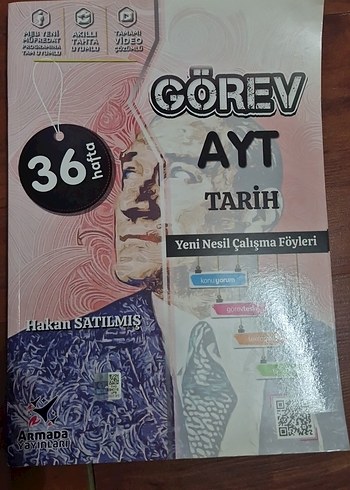 MEB YENİ
MÜFREDAT
PROGRAMINA
TAM UYUMLU
AKILLI
TAHTA
UYUMLU
TAMAMI
VİDEO
ÇÖZÜMLÜ
GÖREV
36
hafta
AYT
TARİH
Yeni Nesil Çalışma Föyleri
Hakan SATILMIŞ
ARMADA
YAYINLARI